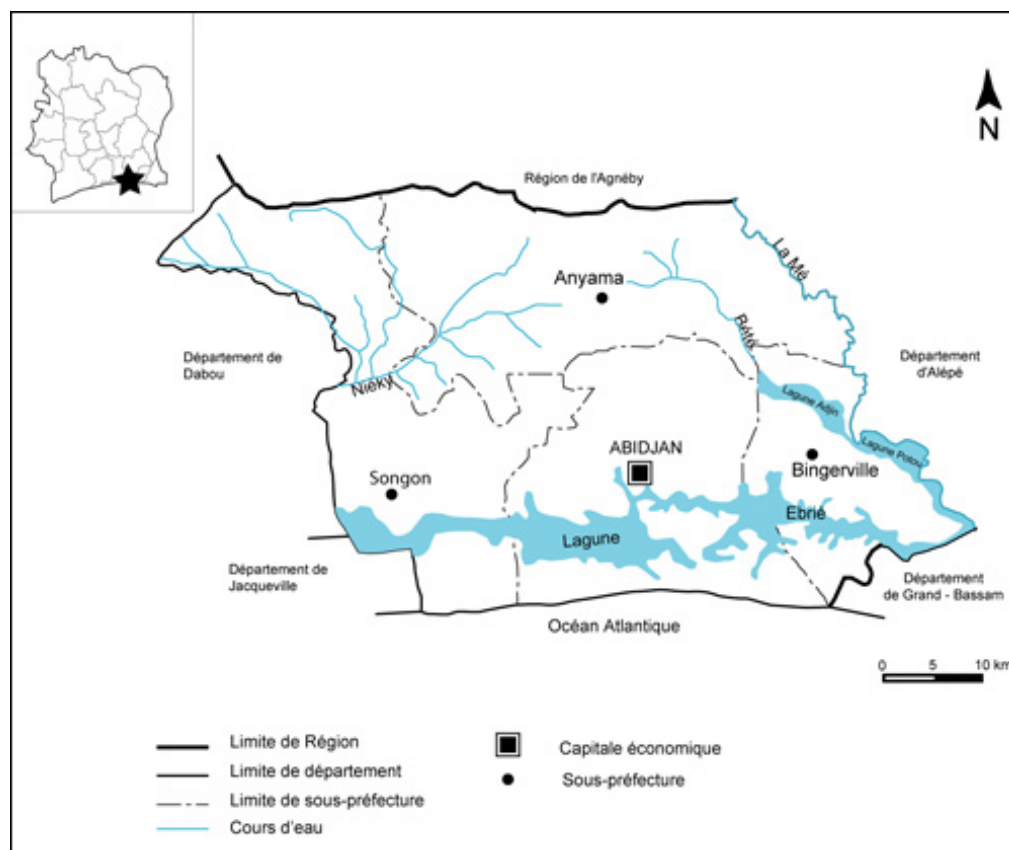 N
Région de l'Agnéby
La Mé
Anyama
Bété
Département de
Dabou
Département
d'Alépé
Niéky
Lagune Adjin
Lagune Potou
ABIDJAN
Bingerville
Songon
Ebrié
Lagune
Département de
Jacqueville
Département
de Grand - Bassam
Océan Atlantique
0 5 10 km
Limite de Région
Capitale économique
Limite de département
Sous-préfecture
Limite de sous-préfecture
Cours d'eau